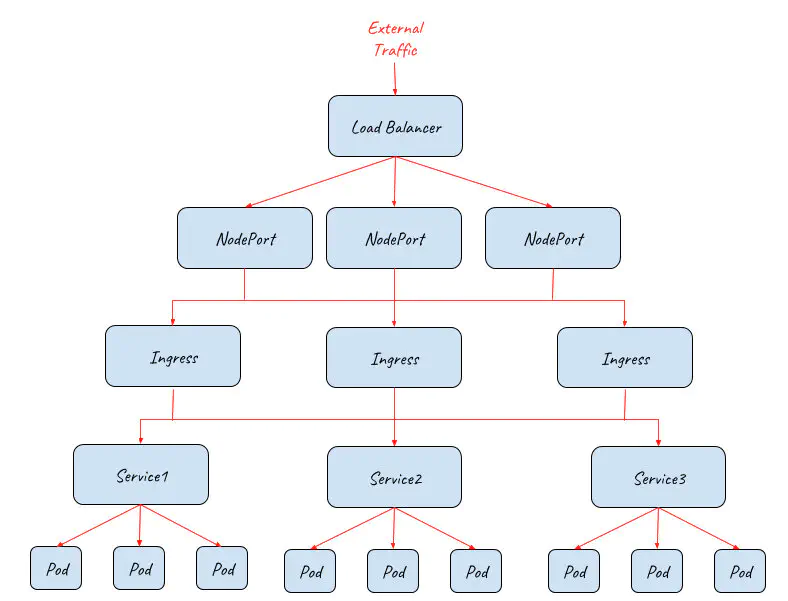 External
Traffic
Load Balancer
NodePort
NodePort
NodePort
Ingress
Ingress
Ingress
Service1
Service2
Service3
Pod
Pod
Pod
Pod
Pod
Pod
Pod
Pod
Pod